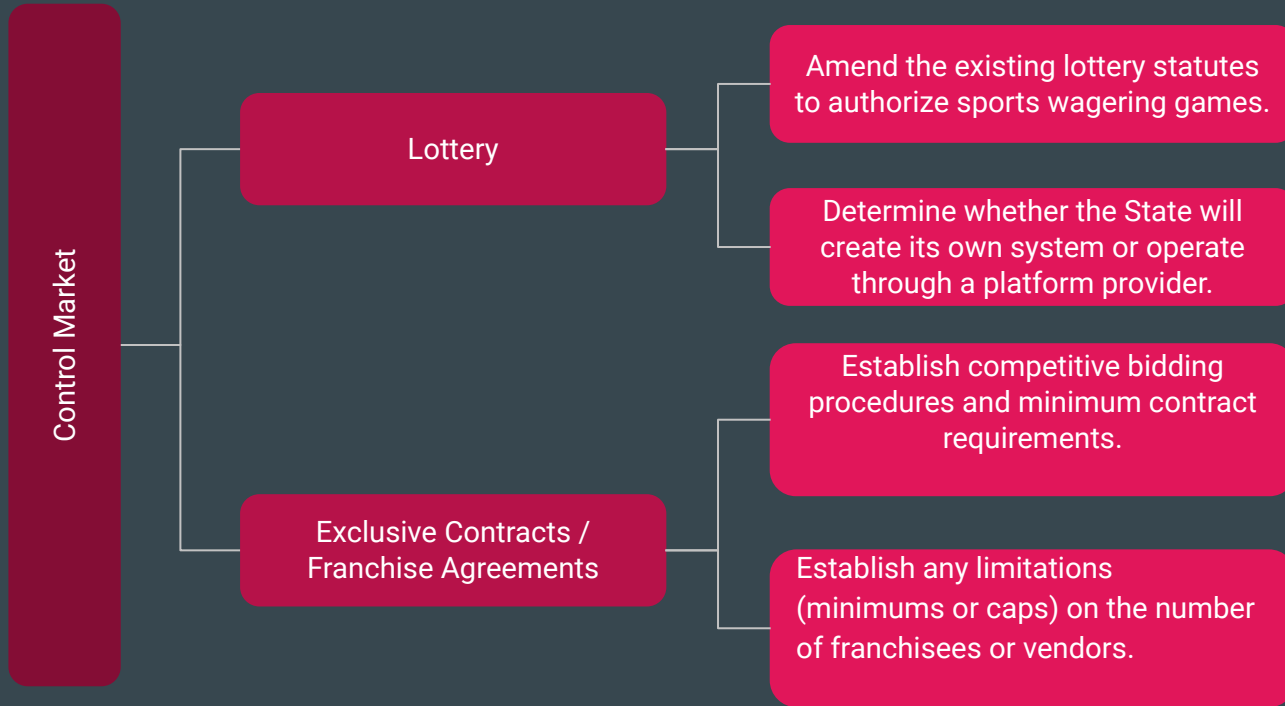 Control Market
Lottery
Amend the existing lottery statutes
to authorize sports wagering games.
Determine whether the State will
create its own system or operate
through a platform provider.
Exclusive Contracts /
Franchise Agreements
Establish competitive bidding
procedures and minimum contract
requirements.
Establish any limitations
(minimums or caps) on the number
of franchisees or vendors.